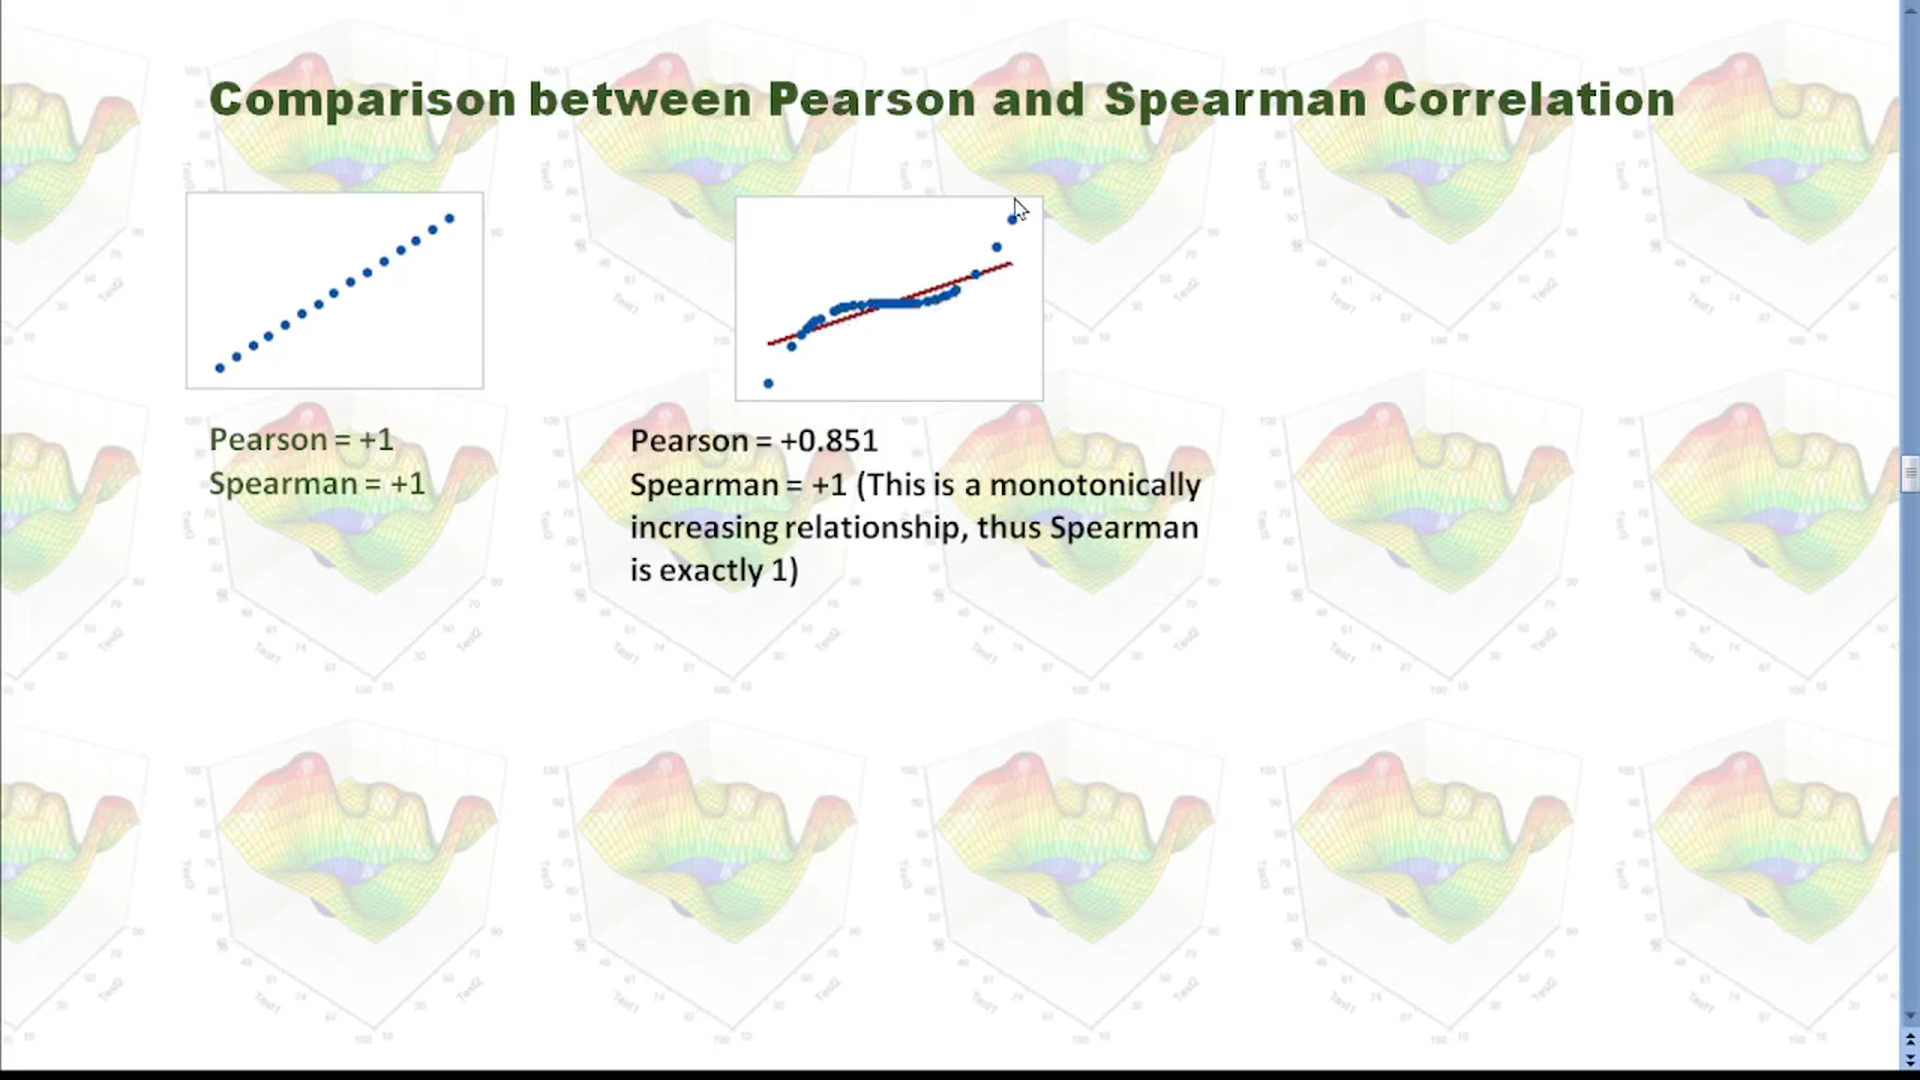 Comparison between Pearson and Spearman Correlation
Pearson = +1
Spearman = +1
Pearson = +0.851
Spearman = +1 (This is a monotonically
increasing relationship, thus Spearman
is exactly 1)